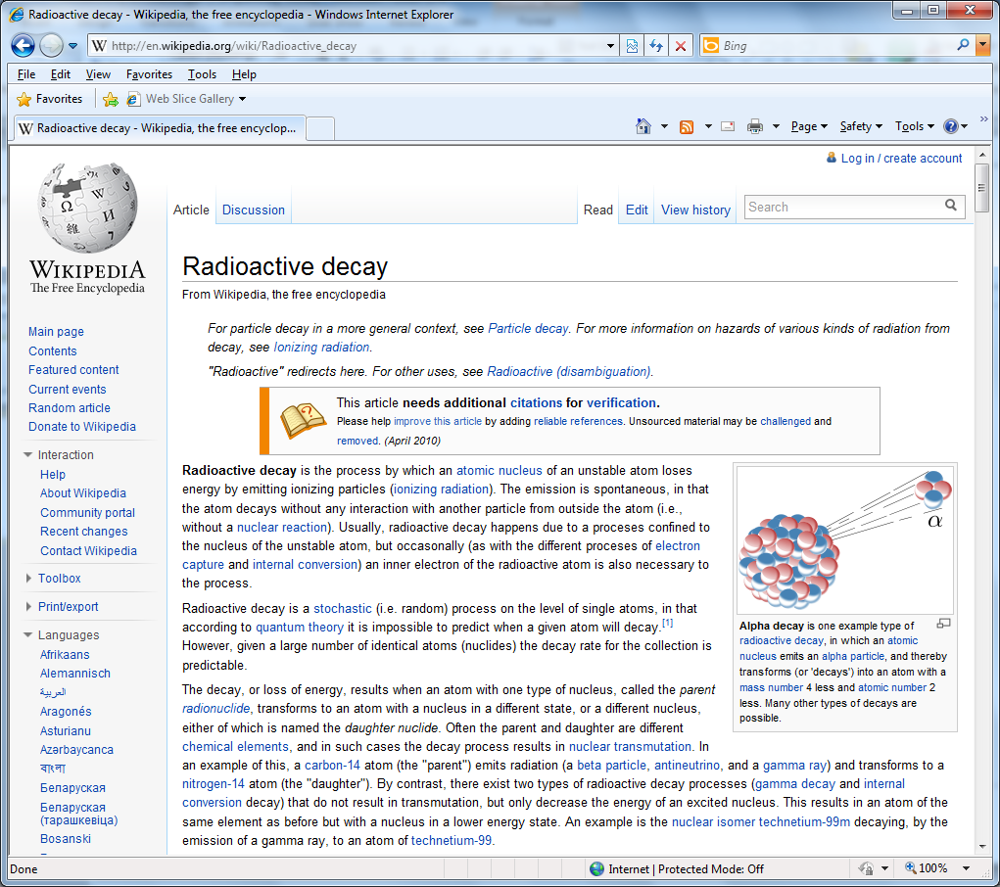 Radioactive decay - Wikipedia, the free encyclopedia - Windows Internet Explorer
http://en.wikipedia.org/wiki/Radioactive_decay
Bing
File Edit View Favorites Tools Help
Favorites Web Slice Gallery
Radioactive decay - Wikipedia, the free encyclop...
Page Safety Tools
Log in / create account
Article Discussion Read Edit View history Search
WIKIPEDIA
The Free Encyclopedia
Main page
Contents
Featured content
Current events
Random article
Donate to Wikipedia
Interaction
Help
About Wikipedia
Community portal
Recent changes
Contact Wikipedia
Toolbox
Print/export
Languages
Afrikaans
Alemannisch
العربية
Aragonés
Asturianu
Azərbaycanca
বাংলা
Беларуская
Беларуская
(тарашкевіца)
Bosanski
Radioactive decay
From Wikipedia, the free encyclopedia
For particle decay in a more general context, see Particle decay. For more information on hazards of various kinds of radiation from
decay, see Ionizing radiation.
"Radioactive" redirects here. For other uses, see Radioactive (disambiguation).
This article needs additional citations for verification.
Please help improve this article by adding reliable references. Unsourced material may be challenged and
removed. (April 2010)
Radioactive decay is the process by which an atomic nucleus of an unstable atom loses
energy by emitting ionizing particles (ionizing radiation). The emission is spontaneous, in that
the atom decays without any interaction with another particle from outside the atom (i.e.,
without a nuclear reaction). Usually, radioactive decay happens due to a proceses confined to
the nucleus of the unstable atom, but occasionally (as with the different proceses of electron
capture and internal conversion) an inner electron of the radioactive atom is also necessary to
the process.
Radioactive decay is a stochastic (i.e. random) process on the level of single atoms, in that
according to quantum theory it is impossible to predict when a given atom will decay.[1]
However, given a large number of identical atoms (nuclides) the decay rate for the collection is
predictable.
The decay, or loss of energy, results when an atom with one type of nucleus, called the parent
radionuclide, transforms to an atom with a nucleus in a different state, or a different nucleus,
either of which is named the daughter nuclide. Often the parent and daughter are different
chemical elements, and in such cases the decay process results in nuclear transmutation. In
an example of this, a carbon-14 atom (the "parent") emits radiation (a beta particle, antineutrino, and a gamma ray) and transforms to a
nitrogen-14 atom (the "daughter"). By contrast, there exist two types of radioactive decay processes (gamma decay and internal
conversion decay) that do not result in transmutation, but only decrease the energy of an excited nucleus. This results in an atom of the
same element as before but with a nucleus in a lower energy state. An example is the nuclear isomer technetium-99m decaying, by the
emission of a gamma ray, to an atom of technetium-99.
α
Alpha decay is one example type of
radioactive decay, in which an atomic
nucleus emits an alpha particle, and thereby
transforms (or 'decays') into an atom with a
mass number 4 less and atomic number 2
less. Many other types of decays are
possible.
Done
Internet | Protected Mode: Off
100%